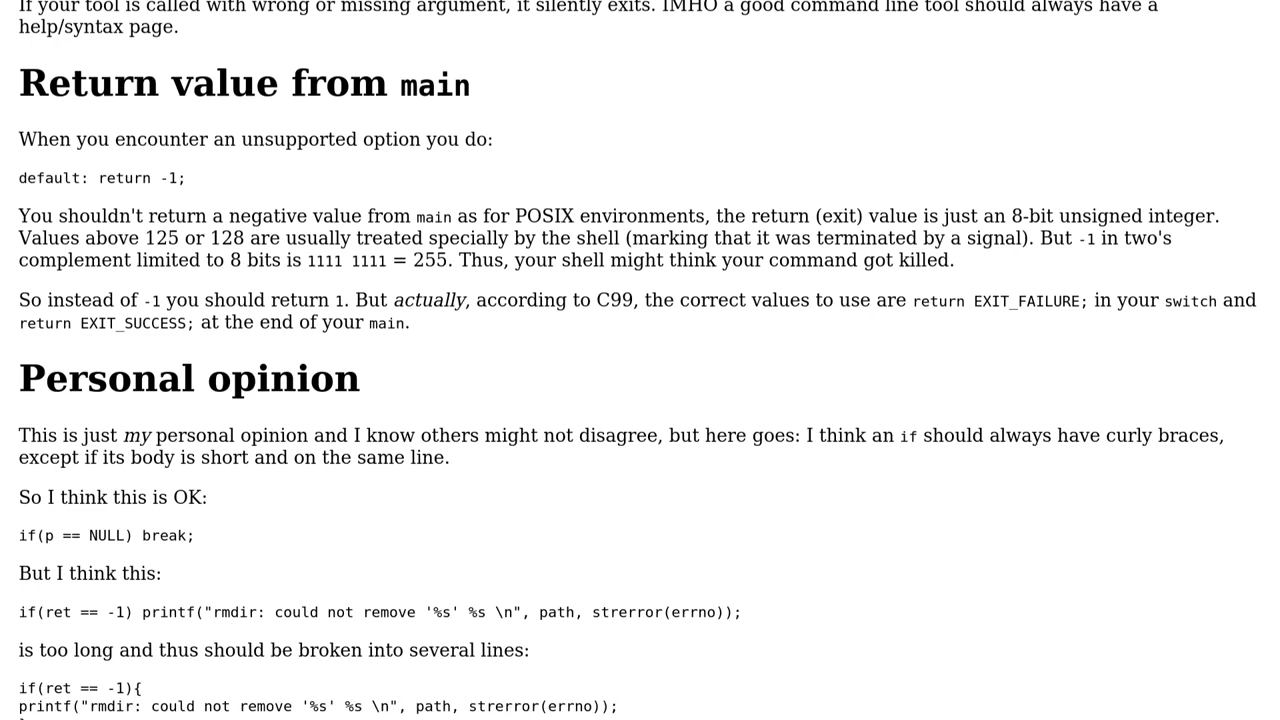 If your tool is called with wrong or missing argument, it silently exits. IMHO a good command line tool should always have a
help/syntax page.
Return value from main
When you encounter an unsupported option you do:
default: return -1;
You shouldn't return a negative value from main as for POSIX environments, the return (exit) value is just an 8-bit unsigned integer.
Values above 125 or 128 are usually treated specially by the shell (marking that it was terminated by a signal). But -1 in two's
complement limited to 8 bits is 1111 1111 = 255. Thus, your shell might think your command got killed.
So instead of -1 you should return 1. But actually, according to C99, the correct values to use are return EXIT_FAILURE; in your switch and
return EXIT_SUCCESS; at the end of your main.
Personal opinion
This is just my personal opinion and I know others might not disagree, but here goes: I think an if should always have curly braces,
except if its body is short and on the same line.
So I think this is OK:
if(p == NULL) break;
But I think this:
if(ret == -1) printf("rmdir: could not remove '%s' %s \n", path, strerror(errno));
is too long and thus should be broken into several lines:
if(ret == -1){
printf("rmdir: could not remove '%s' %s \n", path, strerror(errno));